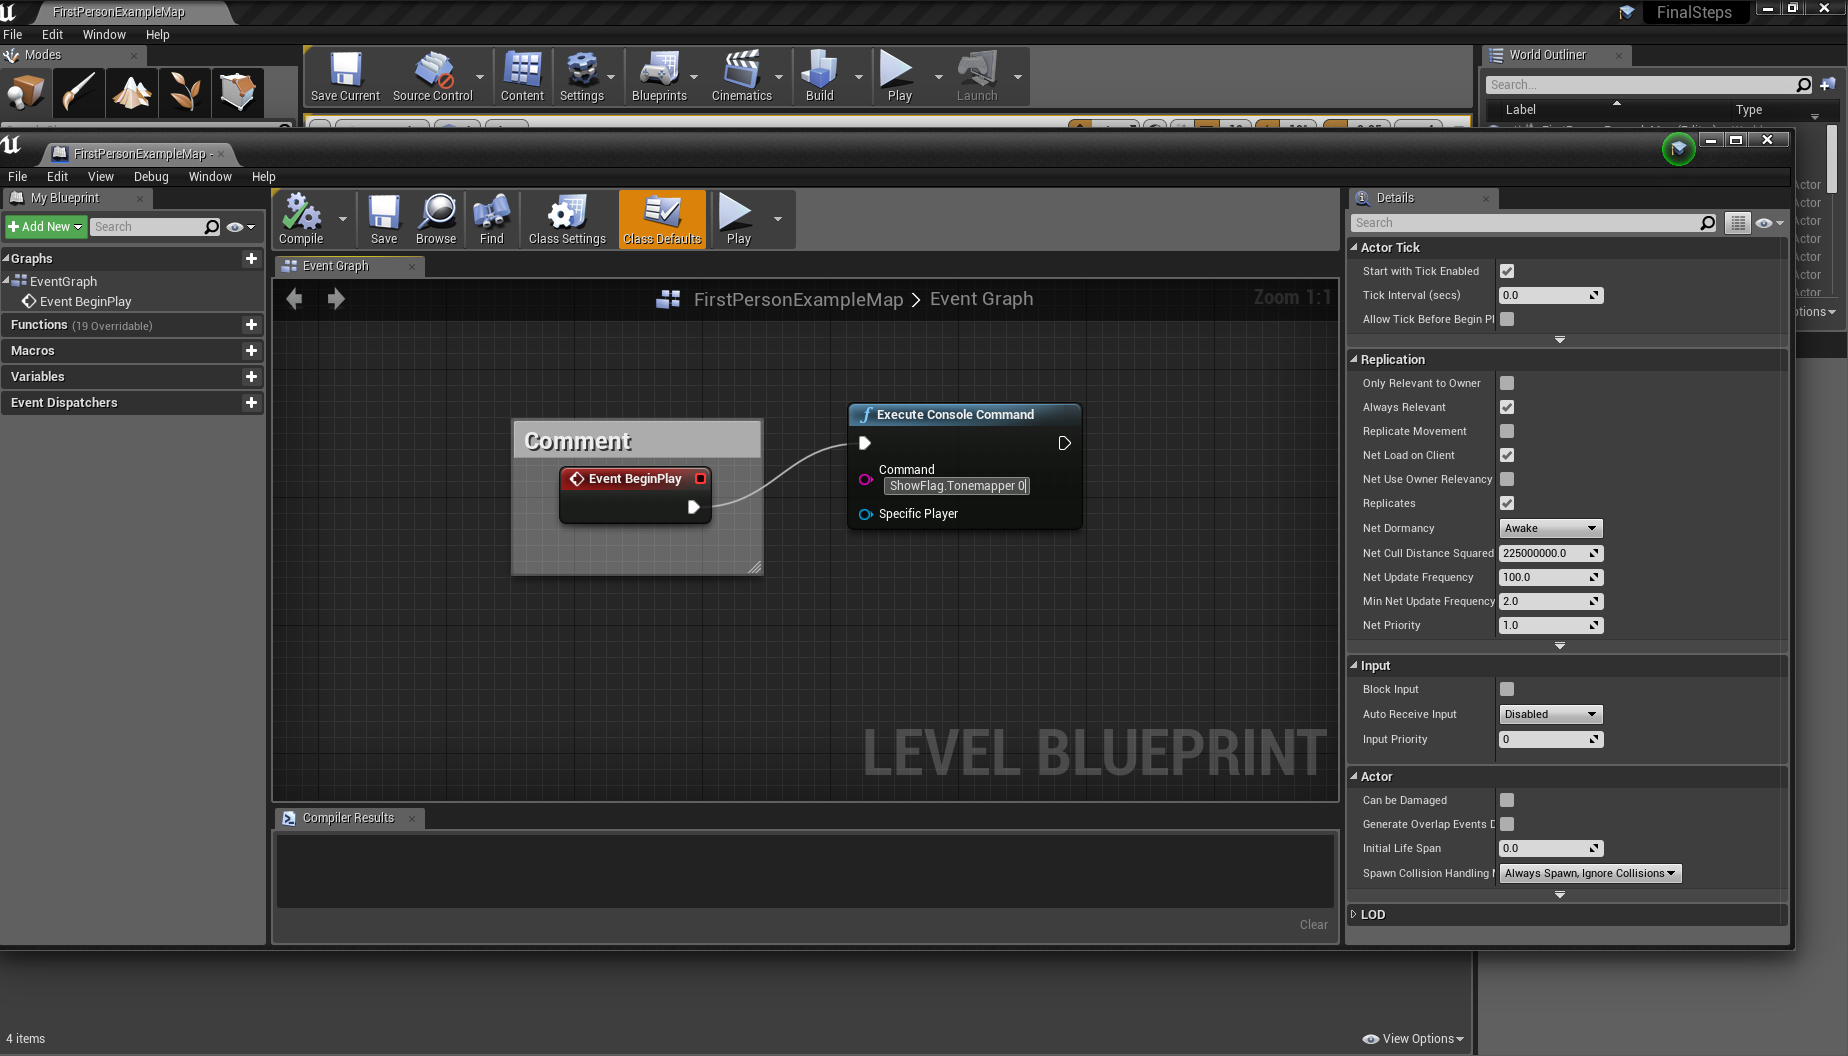 FirstPersonExampleMap
FinalSteps
File Edit Window Help
Modes
Save Current
Source Control
Content
Settings
Blueprints
Cinematics
Build
Play
Launch
World Outliner
Search...
Label
Type
FirstPersonExampleMap -
File Edit View Debug Window Help
My Blueprint
Add New
Search
Graphs
EventGraph
Event BeginPlay
Functions (19 Overridable)
Macros
Variables
Event Dispatchers
Compile
Save
Browse
Find
Class Settings
Class Defaults
Play
Event Graph
FirstPersonExampleMap > Event Graph
Zoom 1:1
Comment
Event BeginPlay
Execute Console Command
Command
ShowFlag.Tonemapper 0
Specific Player
LEVEL BLUEPRINT
Compiler Results
Clear
Details
Search
Actor Tick
Start with Tick Enabled
Tick Interval (secs) 0.0
Allow Tick Before Begin Pl
Replication
Only Relevant to Owner
Always Relevant
Replicate Movement
Net Load on Client
Net Use Owner Relevancy
Replicates
Net Dormancy Awake
Net Cull Distance Squared 225000000.0
Net Update Frequency 100.0
Min Net Update Frequency 2.0
Net Priority 1.0
Input
Block Input
Auto Receive Input Disabled
Input Priority 0
Actor
Can be Damaged
Generate Overlap Events D
Initial Life Span 0.0
Spawn Collision Handling M Always Spawn, Ignore Collisions
LOD
Actor
Actor
Actor
Actor
Actor
Actor
Actor
ptions
4 items
View Options